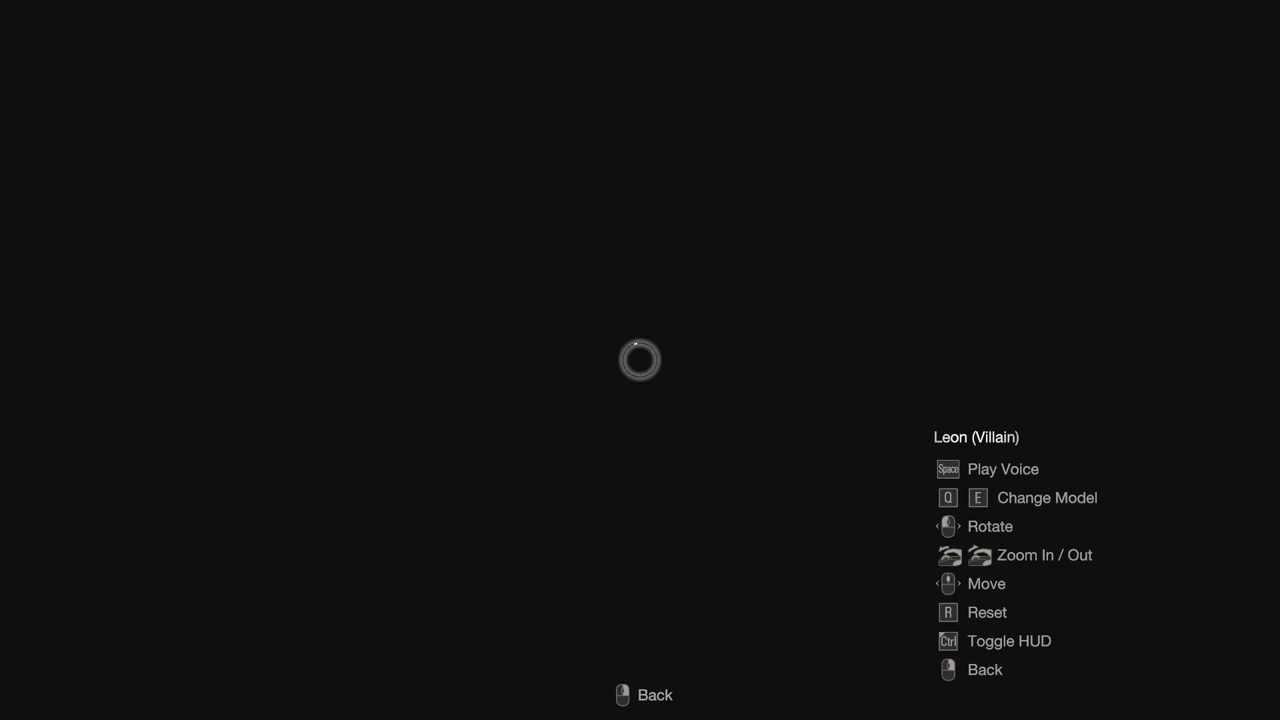 Leon (Villain)
Space Play Voice
Q E Change Model
Rotate
Zoom In / Out
Move
R Reset
Ctrl Toggle HUD
Back
Back